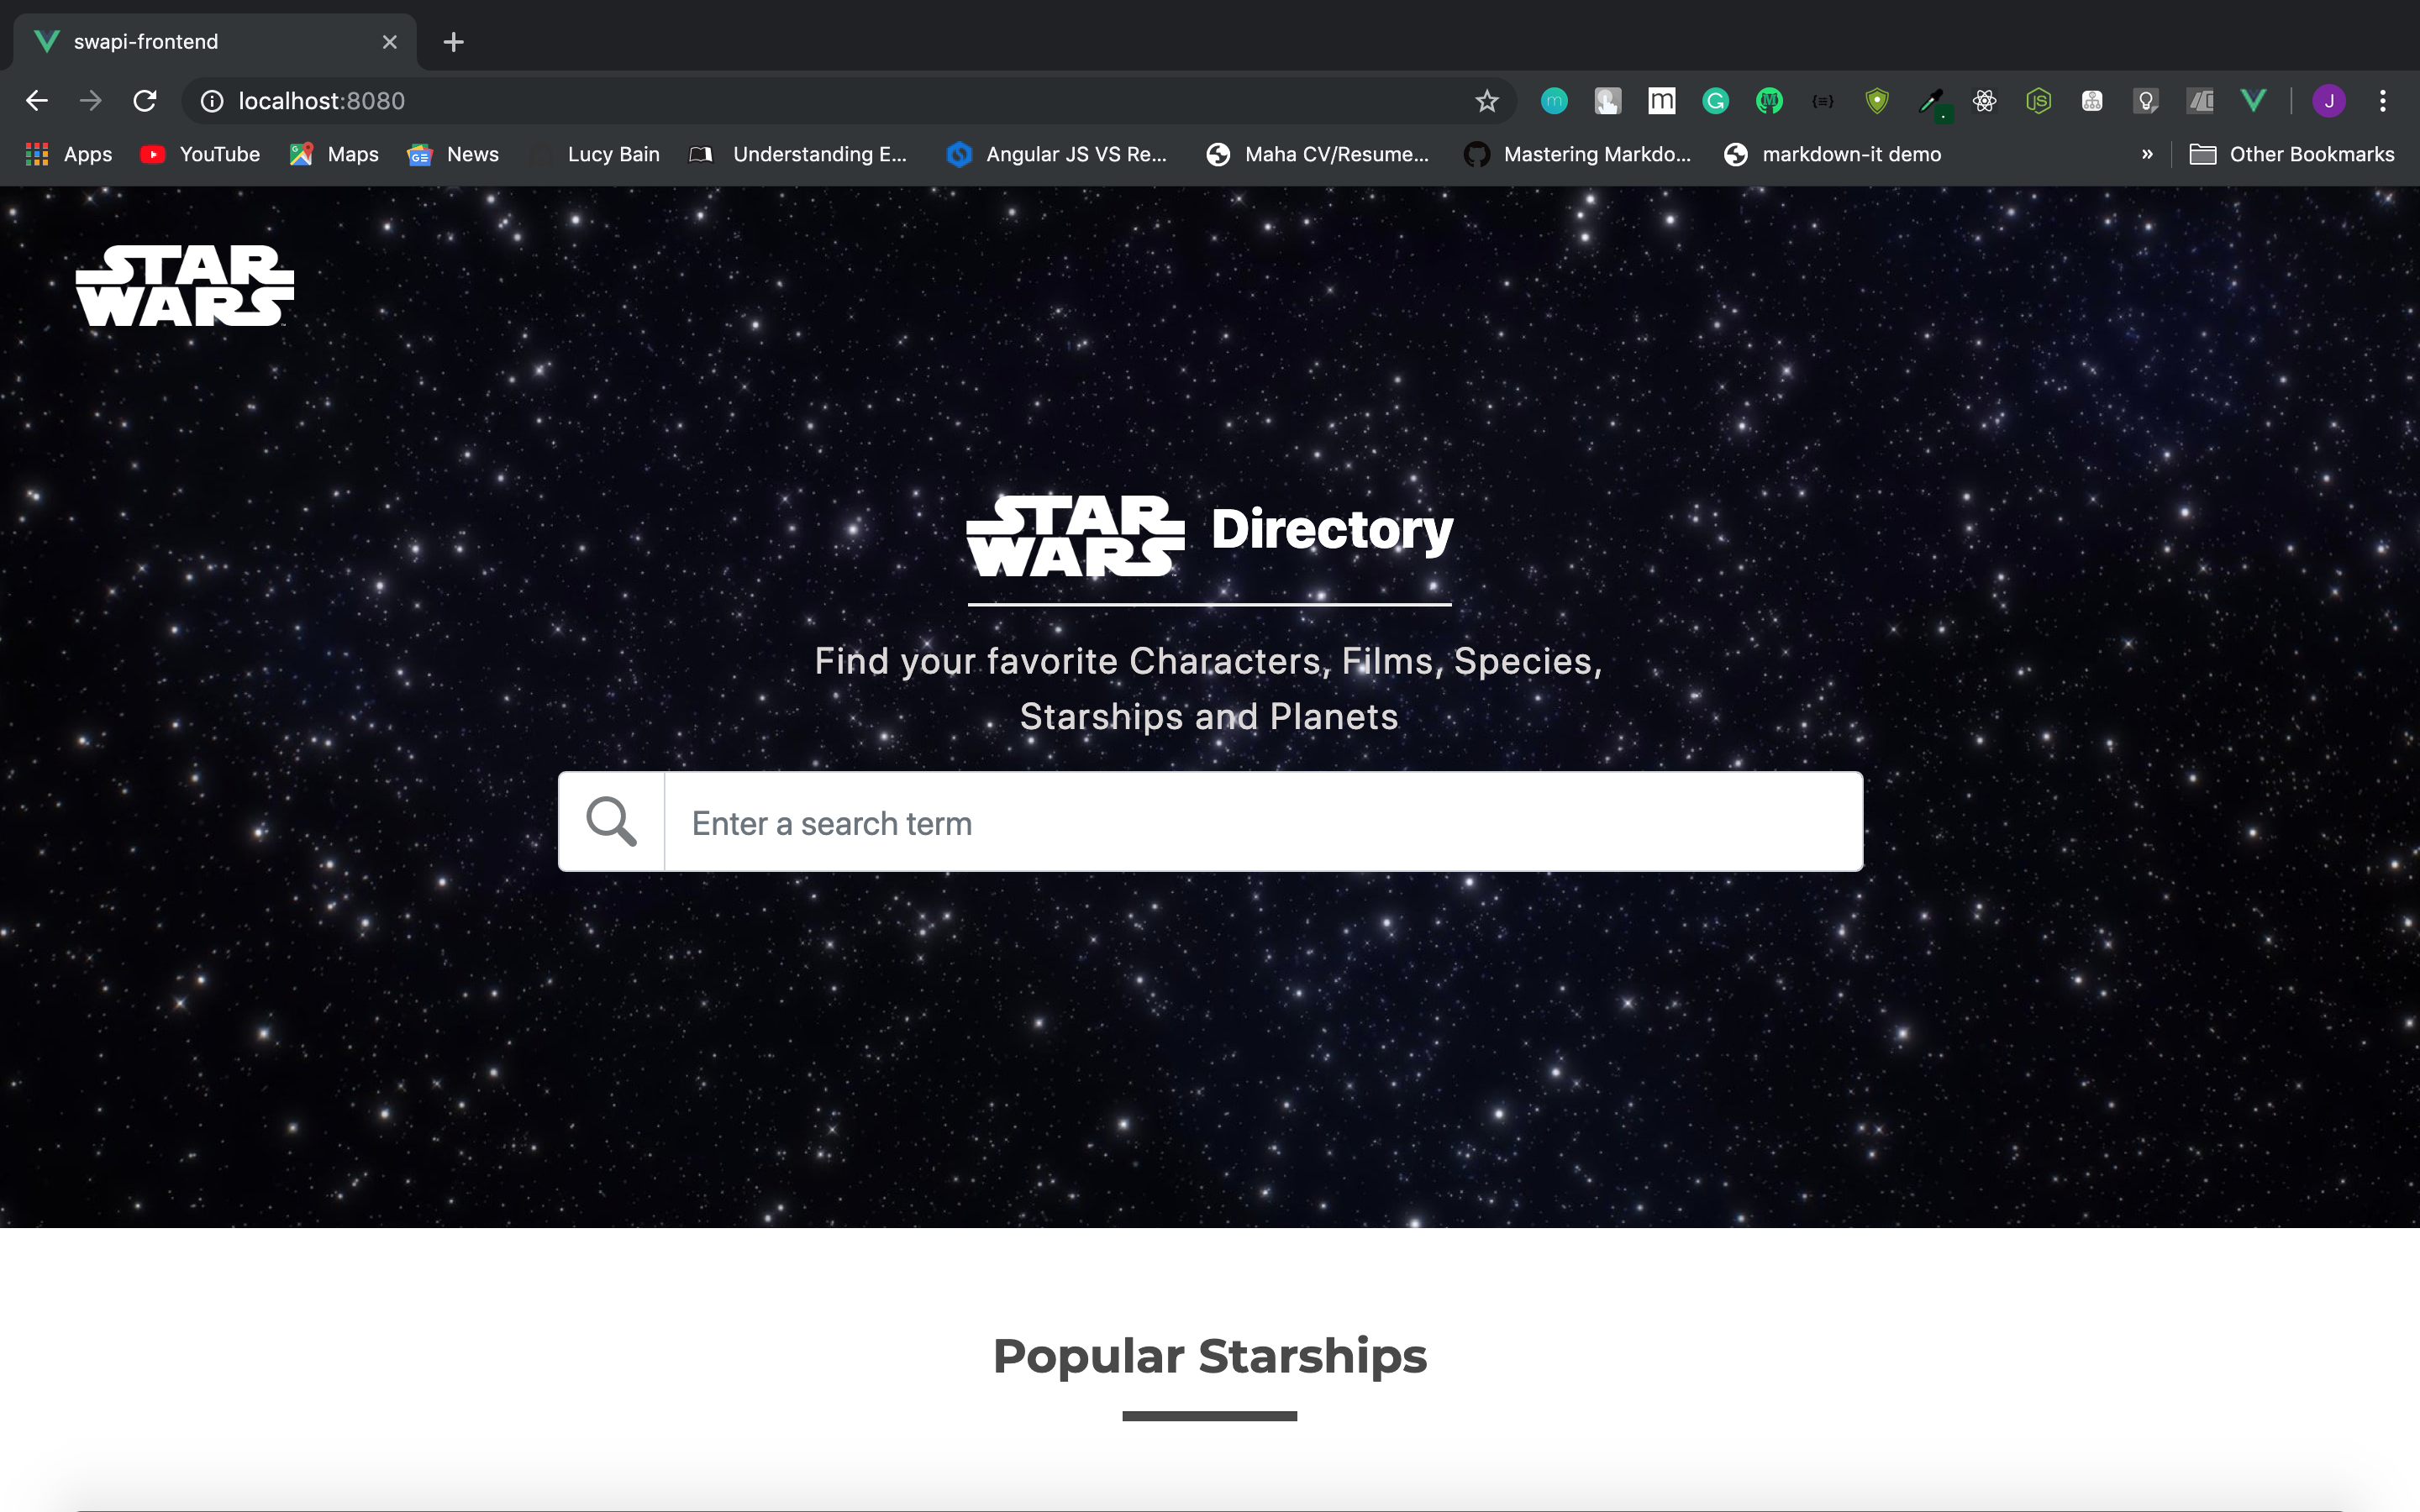 swapi-frontend
localhost:8080
m
m
G
M
{≡}
JS
J
Apps YouTube Maps News Lucy Bain Understanding E... Angular JS VS Re... Maha CV/Resume... Mastering Markdo... markdown-it demo » Other Bookmarks
STAR
WARS
STAR
WARS
Directory
Find your favorite Characters, Films, Species,
Starships and Planets
Enter a search term
Popular Starships